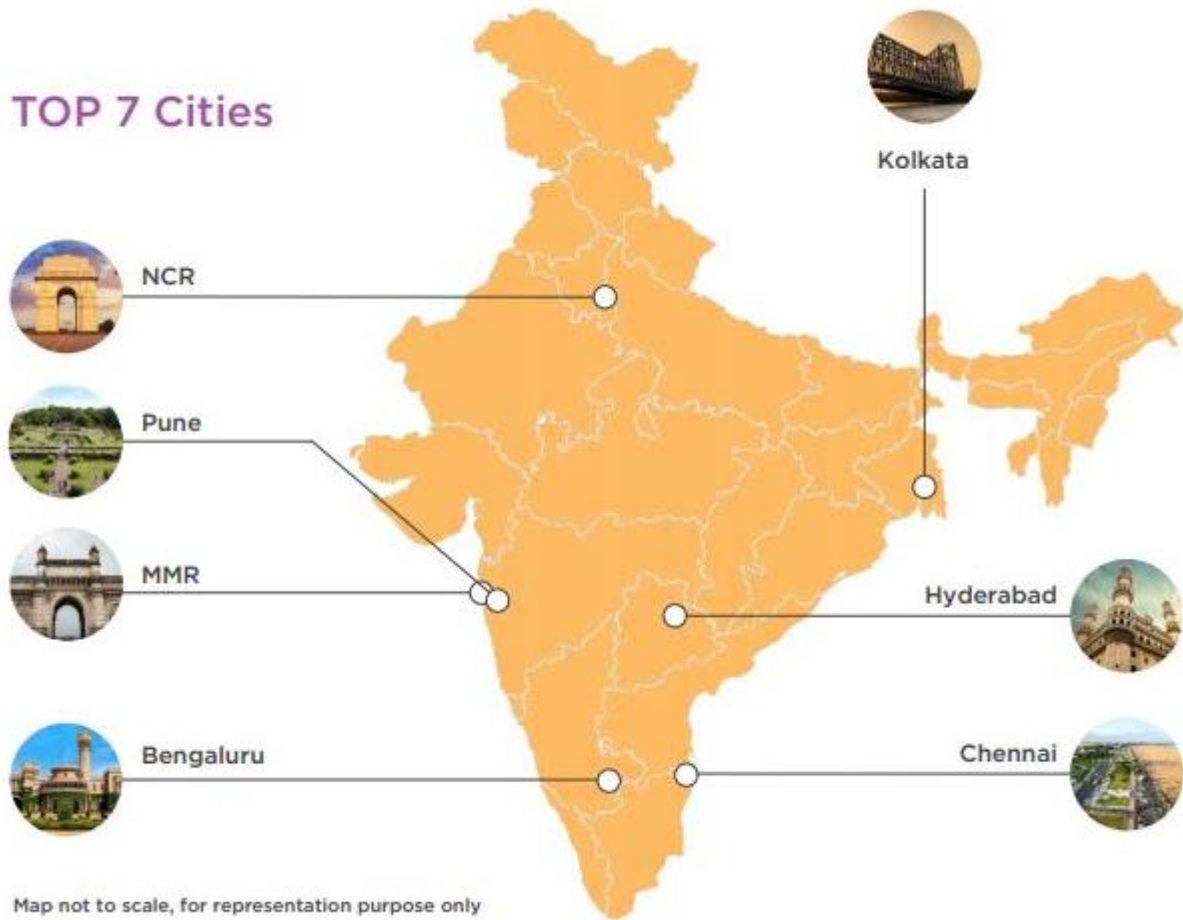 TOP 7 Cities
Kolkata
NCR
Pune
MMR
Hyderabad
Bengaluru
Chennai
Map not to scale, for representation purpose only